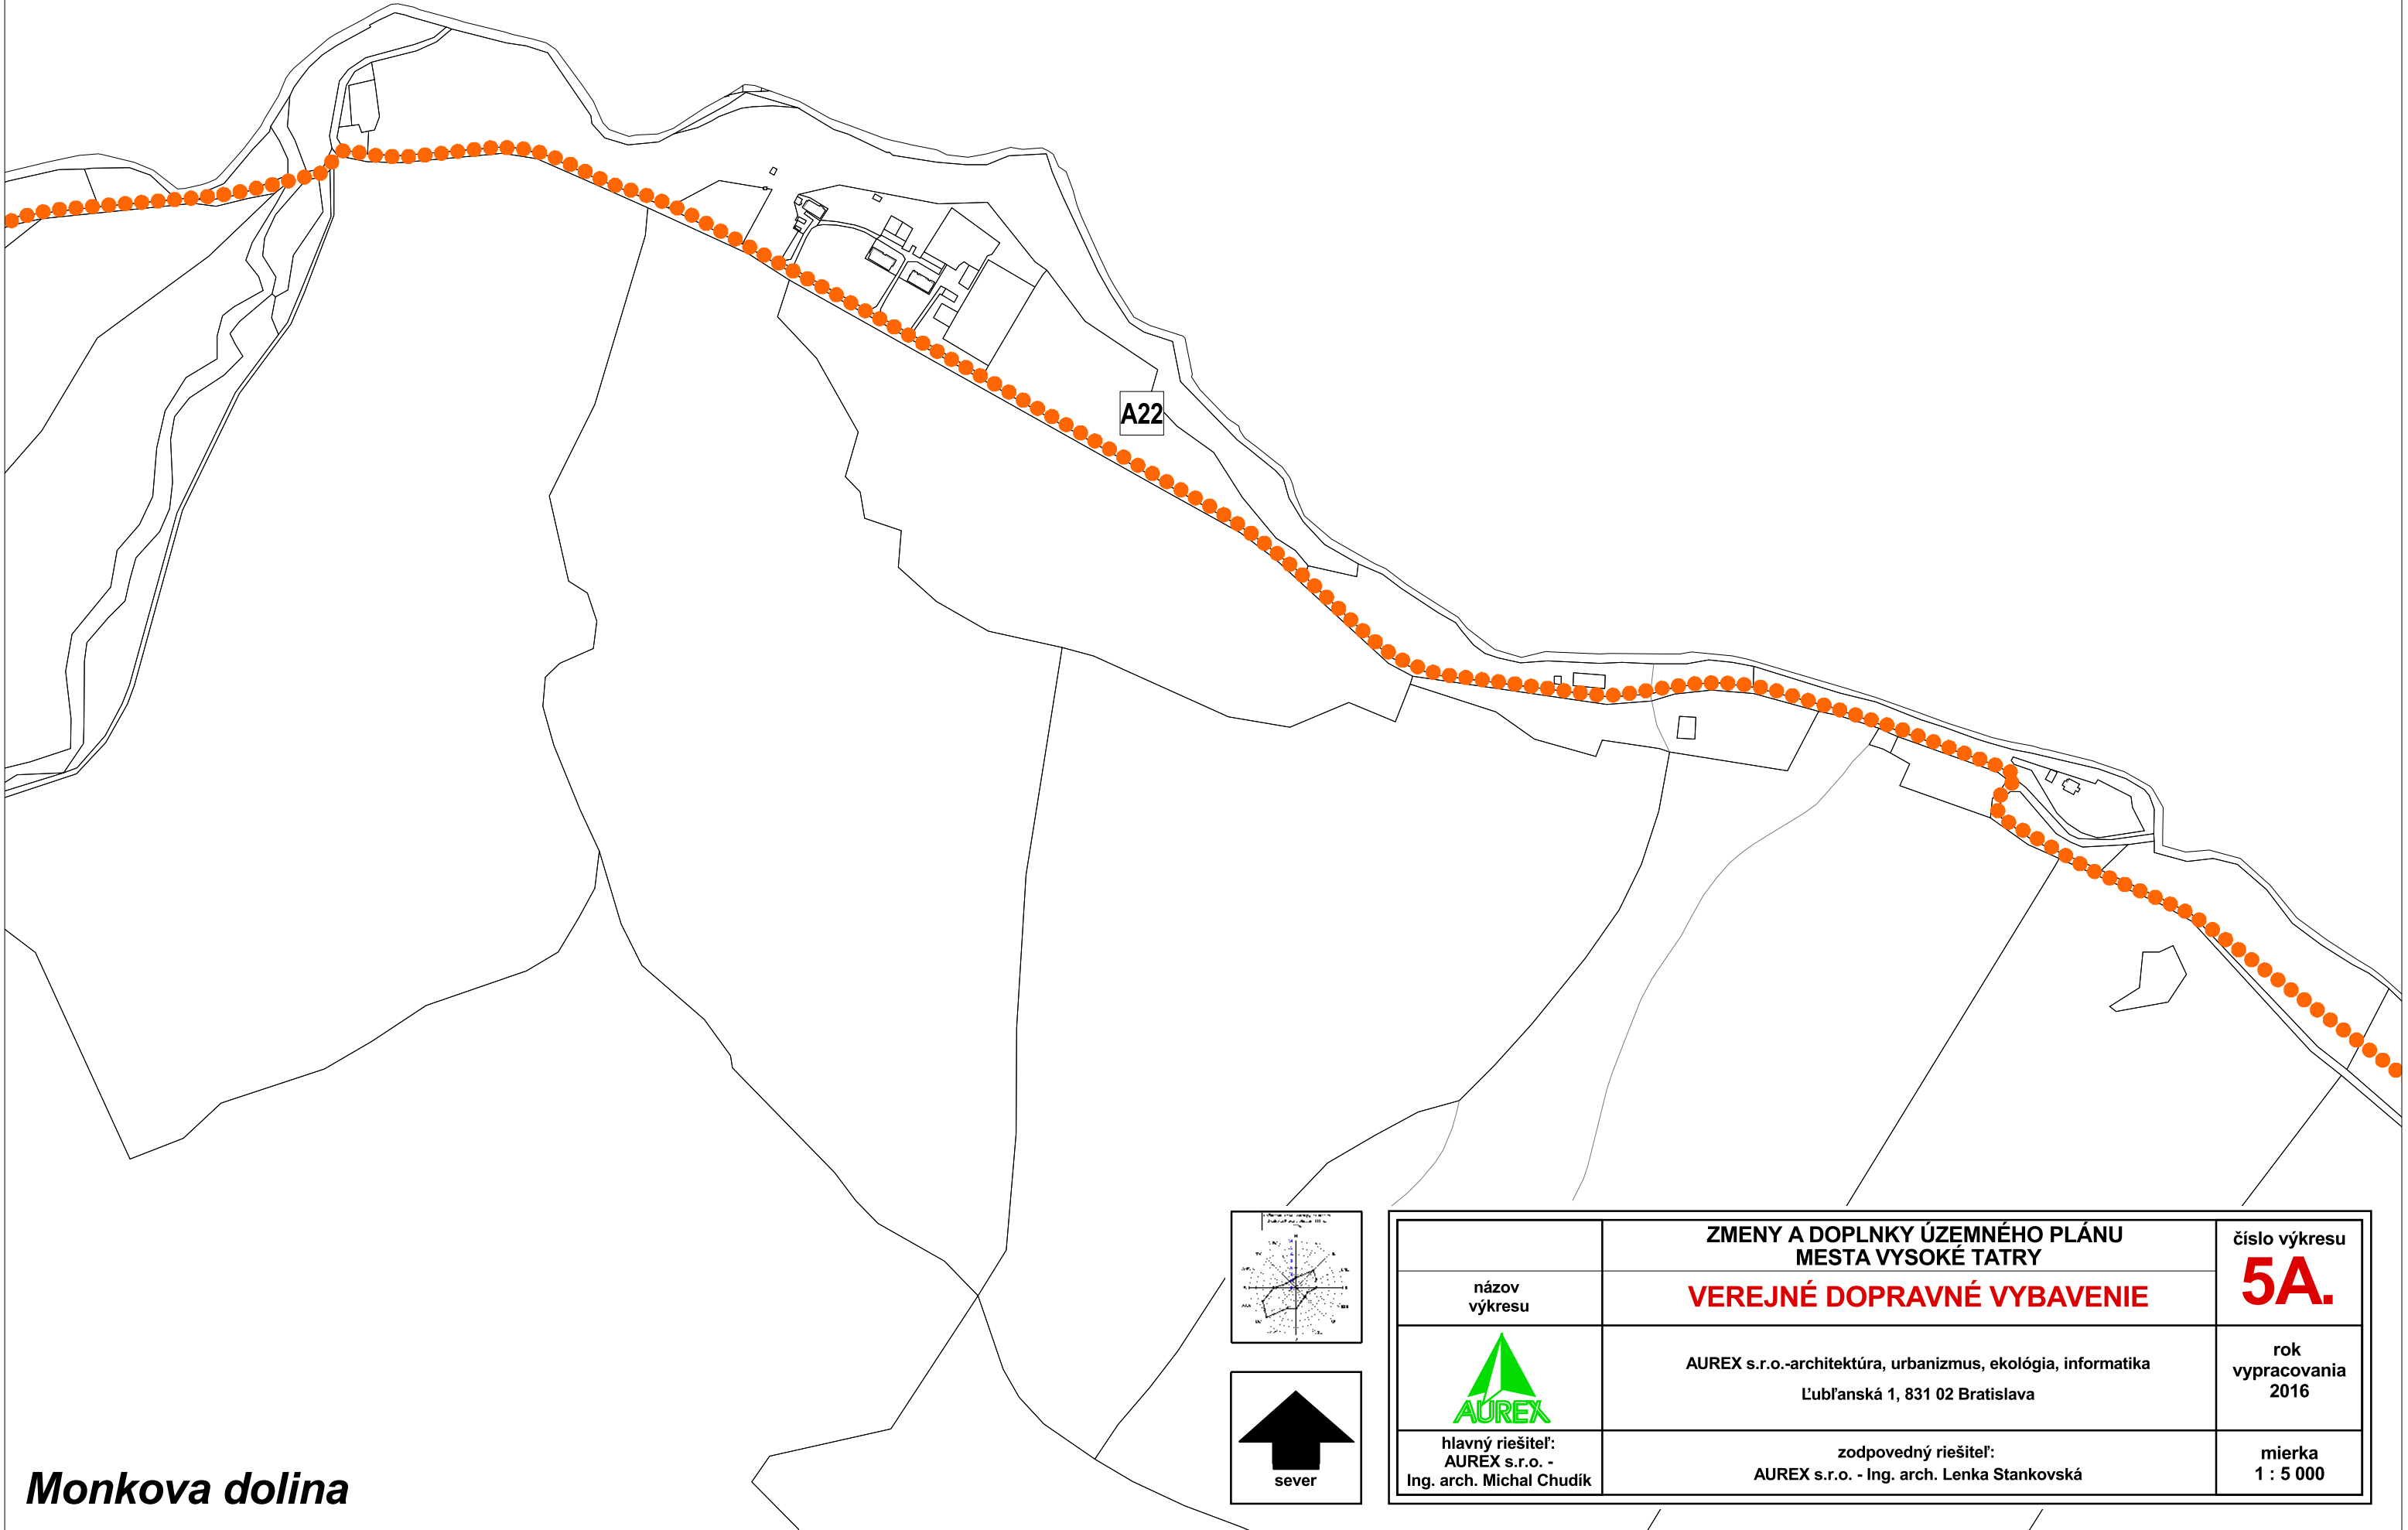 A22
Monkova dolina
sever
ZMENY A DOPLNKY ÚZEMNÉHO PLÁNU
MESTA VYSOKÉ TATRY
názov
výkresu
VEREJNÉ DOPRAVNÉ VYBAVENIE
číslo výkresu
5A.
AUREX
AUREX s.r.o.-architektúra, urbanizmus, ekológia, informatika
Ľubľanská 1, 831 02 Bratislava
rok
vypracovania
2016
hlavný riešiteľ:
AUREX s.r.o. -
Ing. arch. Michal Chudík
zodpovedný riešiteľ:
AUREX s.r.o. - Ing. arch. Lenka Stankovská
mierka
1 : 5 000